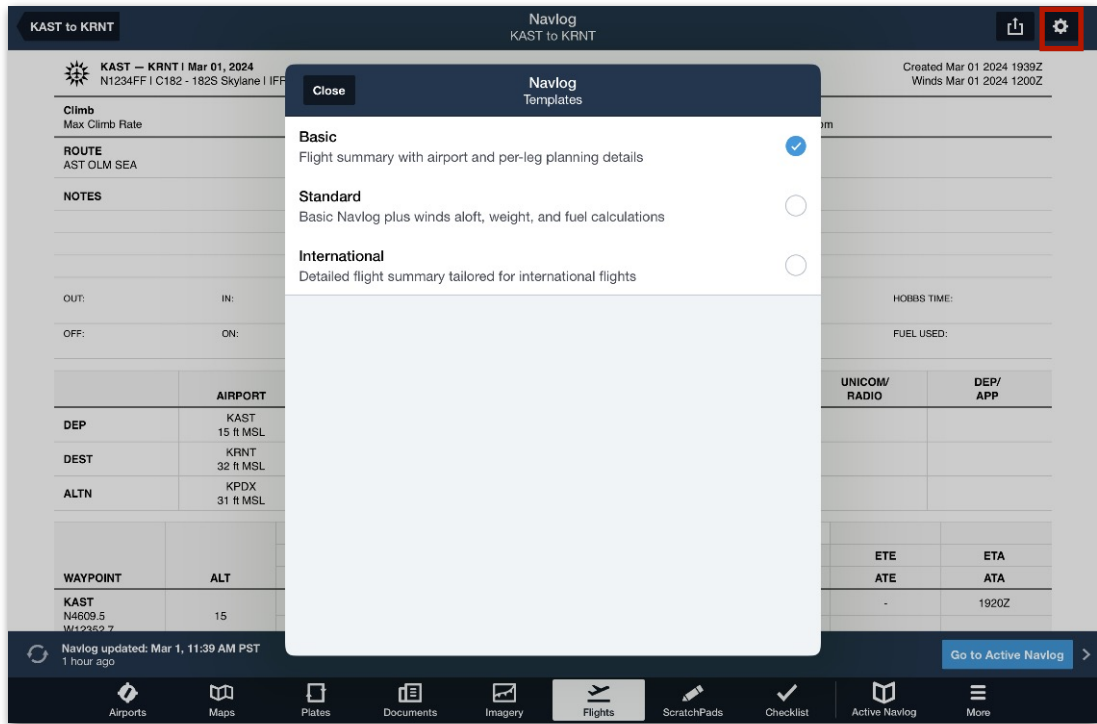 KAST to KRNT
Navlog
KAST to KRNT
KAST — KRNT I Mar 01, 2024
N1234FF I C182 - 182S Skylane I IFR
Created Mar 01 2024 1939Z
Winds Mar 01 2024 1200Z
Close
Navlog
Templates
Basic
Flight summary with airport and per-leg planning details
Standard
Basic Navlog plus winds aloft, weight, and fuel calculations
International
Detailed flight summary tailored for international flights
Climb
Max Climb Rate
ROUTE
AST OLM SEA
NOTES
OUT:
IN:
HOBBS TIME:
OFF:
ON:
FUEL USED:
AIRPORT
UNICOM/
RADIO
DEP/
APP
DEP
KAST
15 ft MSL
DEST
KRNT
32 ft MSL
ALTN
KPDX
31 ft MSL
WAYPOINT
ALT
ETE
ETA
ATE
ATA
KAST
N4609.5
W12352.7
15
-
1920Z
Navlog updated: Mar 1, 11:39 AM PST
1 hour ago
Go to Active Navlog
Airports
Maps
Plates
Documents
Imagery
Flights
ScratchPads
Checklist
Active Navlog
More